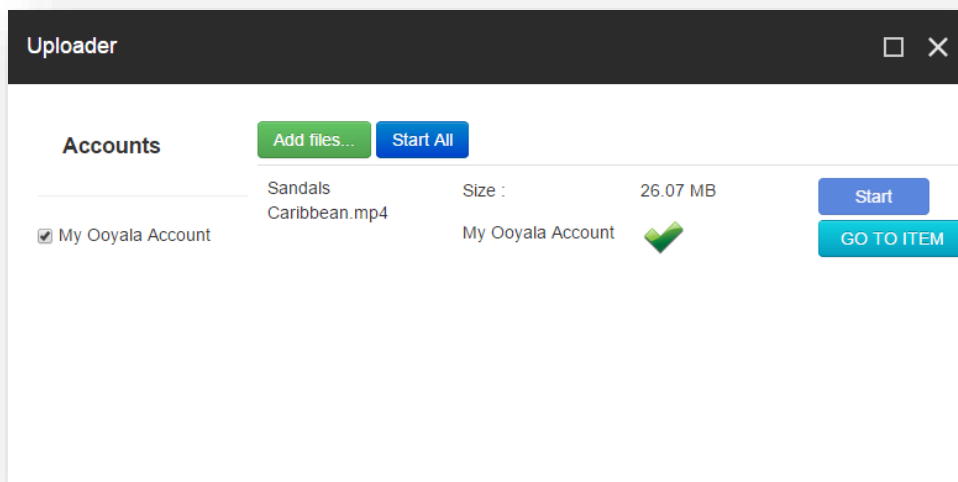 Uploader
Accounts
Add files...
Start All
Sandals
Caribbean.mp4
Size :
26.07 MB
Start
My Ooyala Account
My Ooyala Account
GO TO ITEM